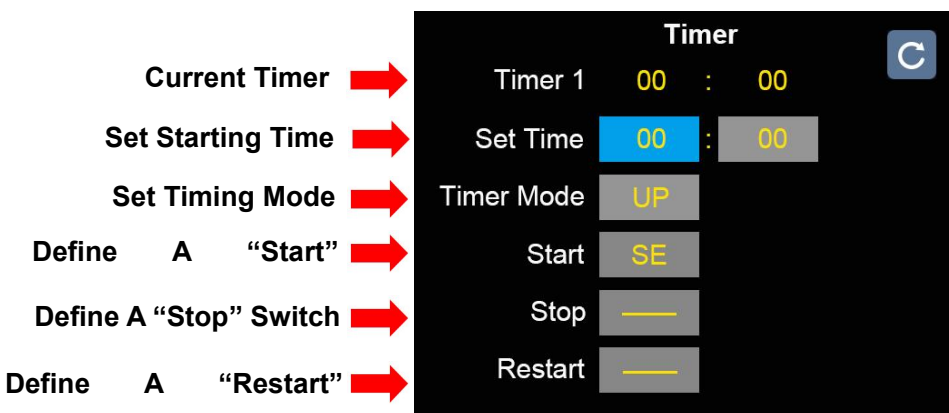 Timer
Current Timer Timer 1 00 : 00
Set Starting Time Set Time 00 : 00
Set Timing Mode Timer Mode UP
Define A “Start” Start SE
Define A “Stop” Switch Stop —
Define A “Restart” Restart —